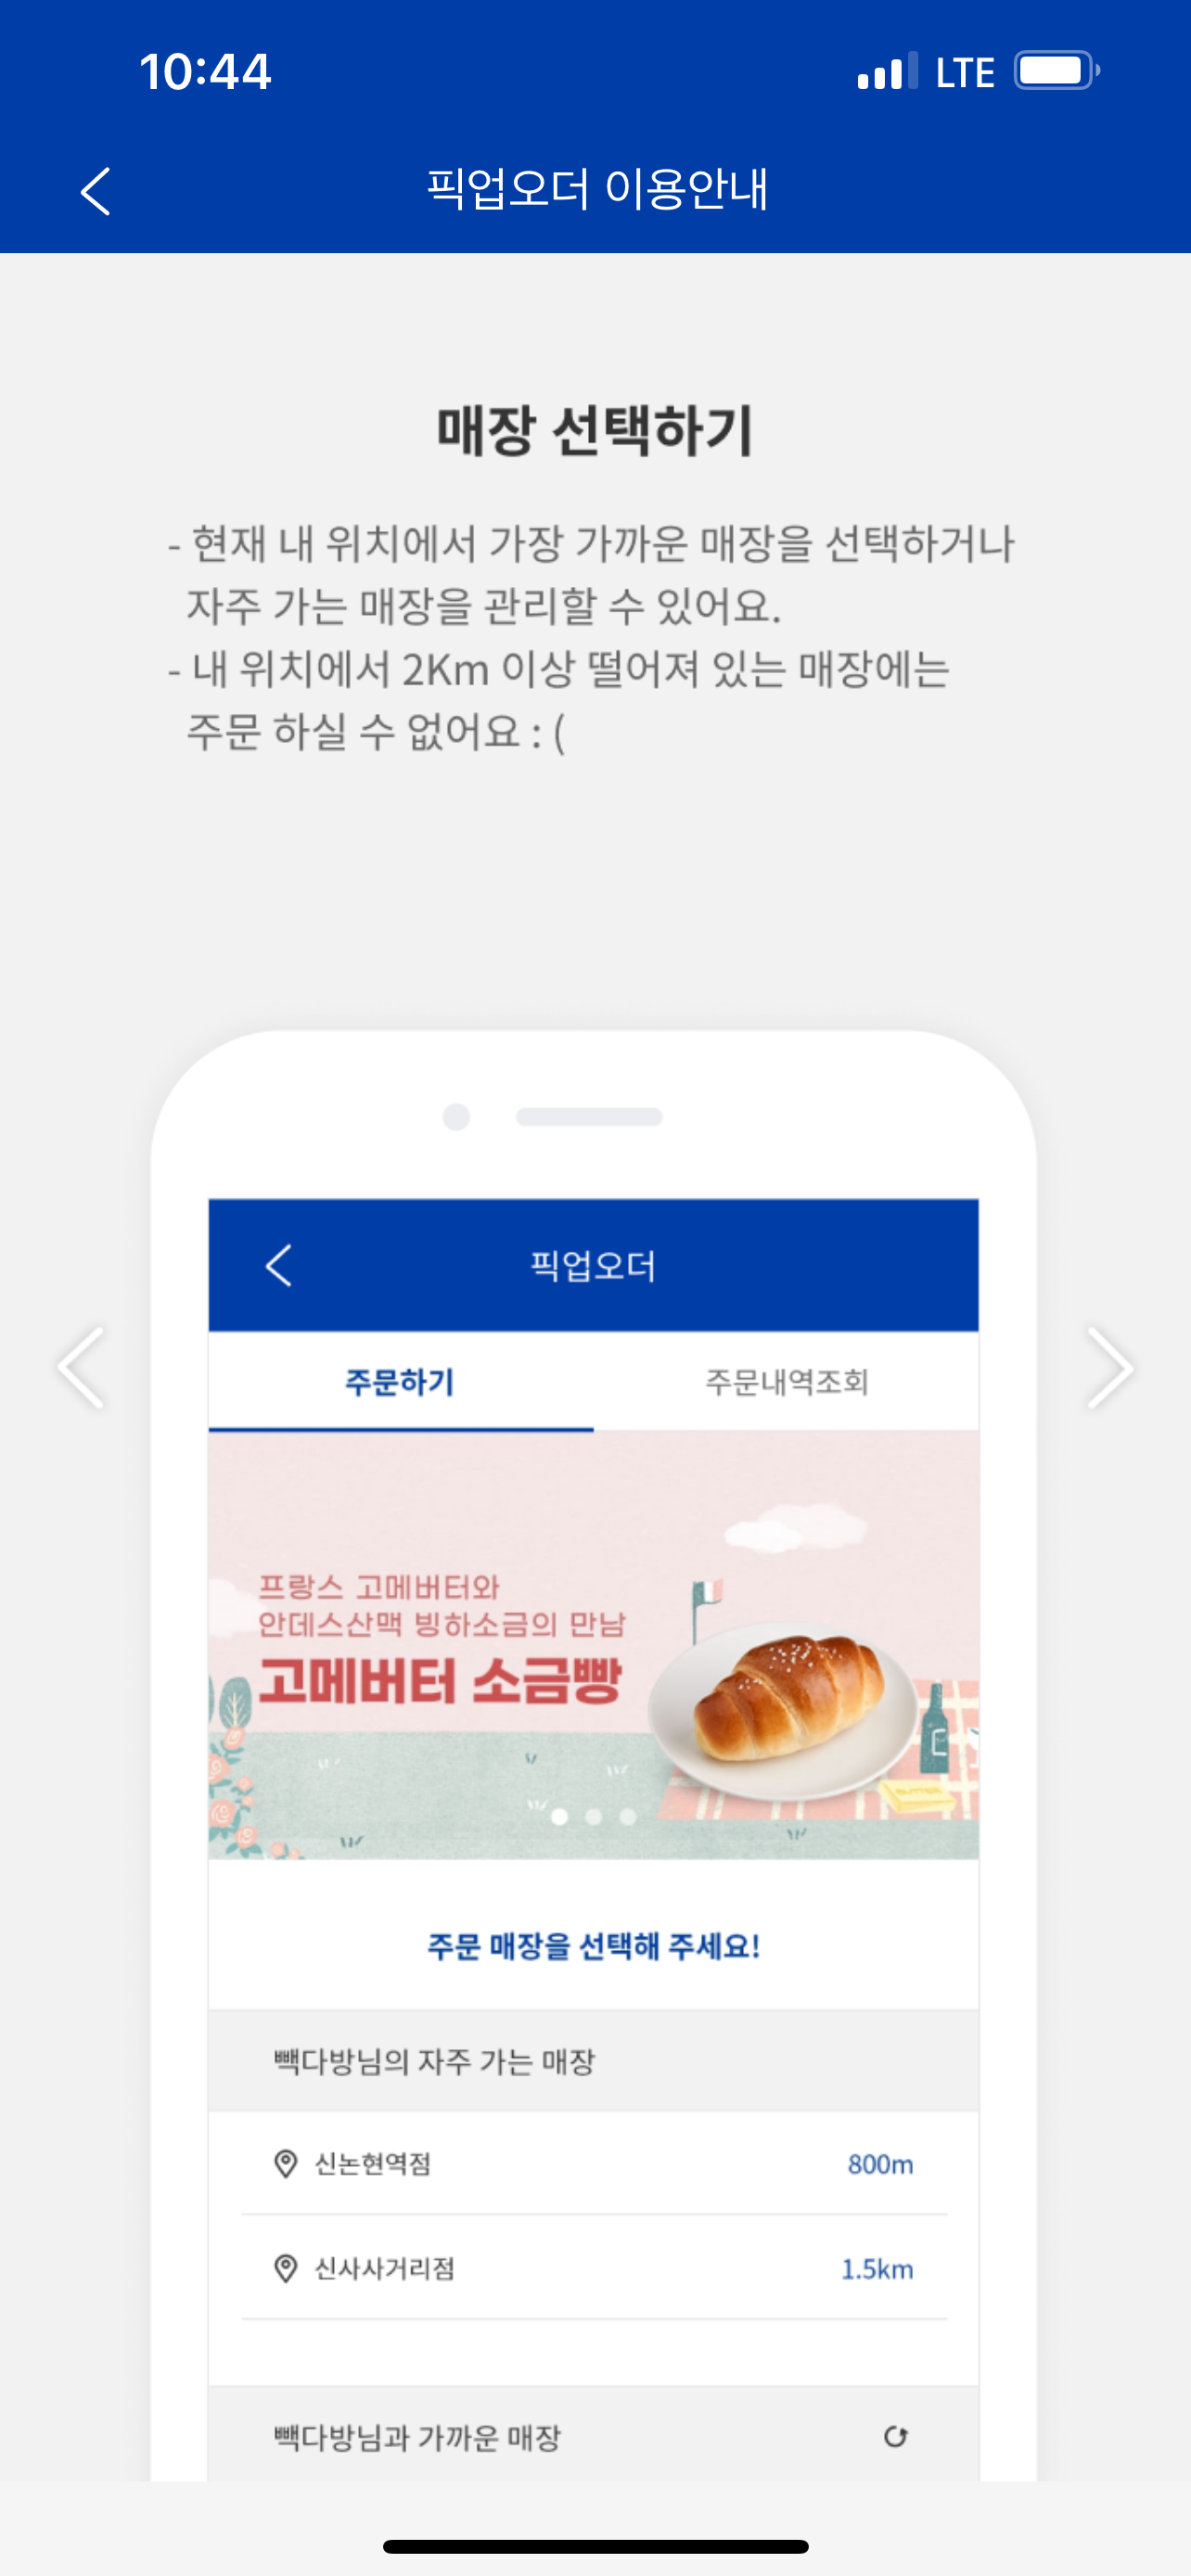 10:44
LTE
픽업오더 이용안내
매장 선택하기
- 현재 내 위치에서 가장 가까운 매장을 선택하거나
자주 가는 매장을 관리할 수 있어요.
- 내 위치에서 2Km 이상 떨어져 있는 매장에는
주문 하실 수 없어요 : (
픽업오더
주문하기 주문내역조회
프랑스 고메버터와
안데스산맥 빙하소금의 만남
고메버터 소금빵
주문 매장을 선택해 주세요!
빽다방님의 자주 가는 매장
신논현역점 800m
신사사거리점 1.5km
빽다방님과 가까운 매장